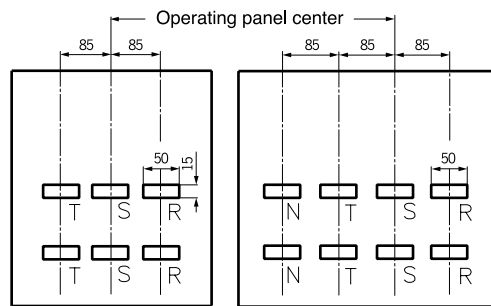 Operating panel center
85 85 85 85 85
50 15 50
T S R N T S R
T S R N T S R